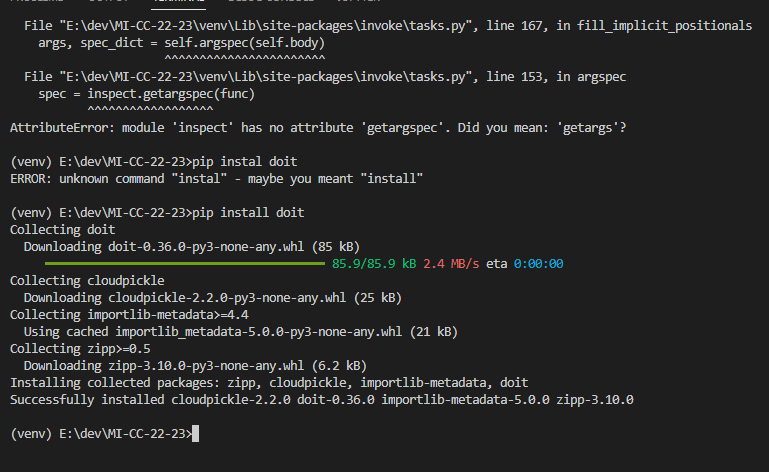 File "E:\dev\MI-CC-22-23\venv\Lib\site-packages\invoke\tasks.py", line 167, in fill_implicit_positionals
args, spec_dict = self.argspec(self.body)
^^^^^^^^^^^^^^^^^^^^^^^
File "E:\dev\MI-CC-22-23\venv\Lib\site-packages\invoke\tasks.py", line 153, in argspec
spec = inspect.getargspec(func)
^^^^^^^^^^^^^^^^^^
AttributeError: module 'inspect' has no attribute 'getargspec'. Did you mean: 'getargs'?
(venv) E:\dev\MI-CC-22-23>pip instal doit
ERROR: unknown command "instal" - maybe you meant "install"
(venv) E:\dev\MI-CC-22-23>pip install doit
Collecting doit
Downloading doit-0.36.0-py3-none-any.whl (85 kB)
85.9/85.9 kB 2.4 MB/s eta 0:00:00
Collecting cloudpickle
Downloading cloudpickle-2.2.0-py3-none-any.whl (25 kB)
Collecting importlib-metadata>=4.4
Using cached importlib_metadata-5.0.0-py3-none-any.whl (21 kB)
Collecting zipp>=0.5
Downloading zipp-3.10.0-py3-none-any.whl (6.2 kB)
Installing collected packages: zipp, cloudpickle, importlib-metadata, doit
Successfully installed cloudpickle-2.2.0 doit-0.36.0 importlib-metadata-5.0.0 zipp-3.10.0
(venv) E:\dev\MI-CC-22-23>